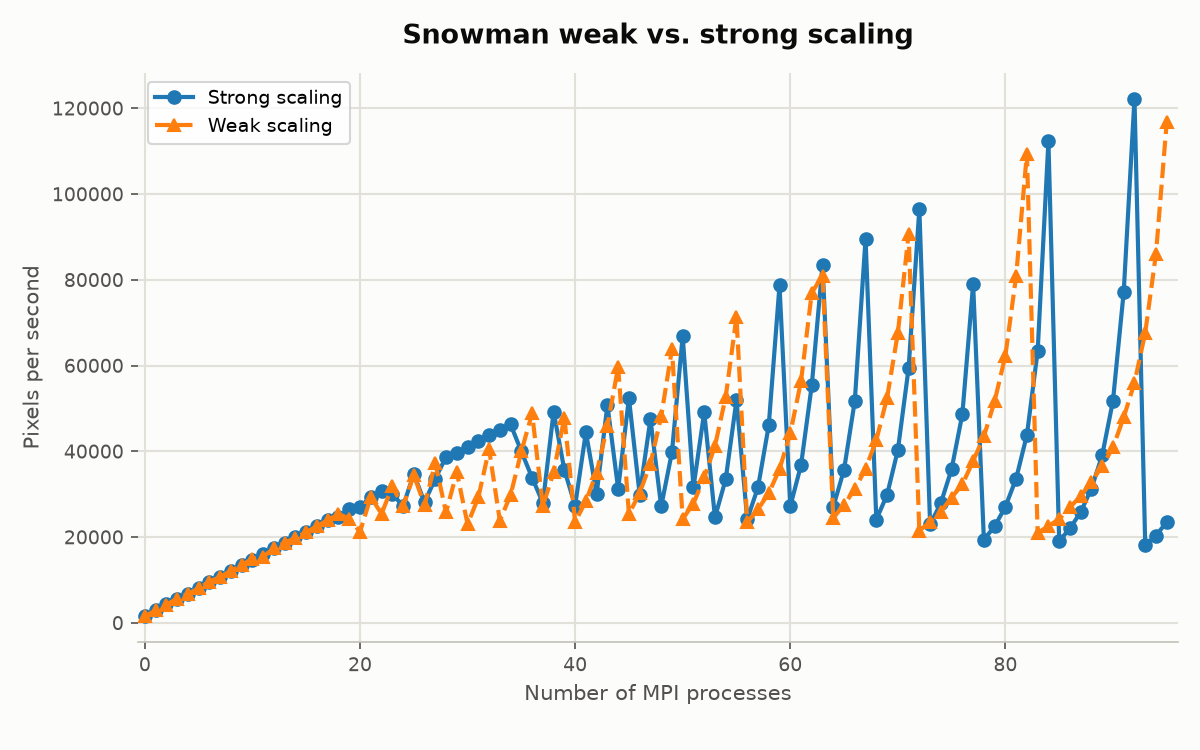 Snowman weak vs. strong scaling
Strong scaling
Weak scaling
120000
100000
80000
60000
40000
20000
0
Pixels per second
0 20 40 60 80
Number of MPI processes